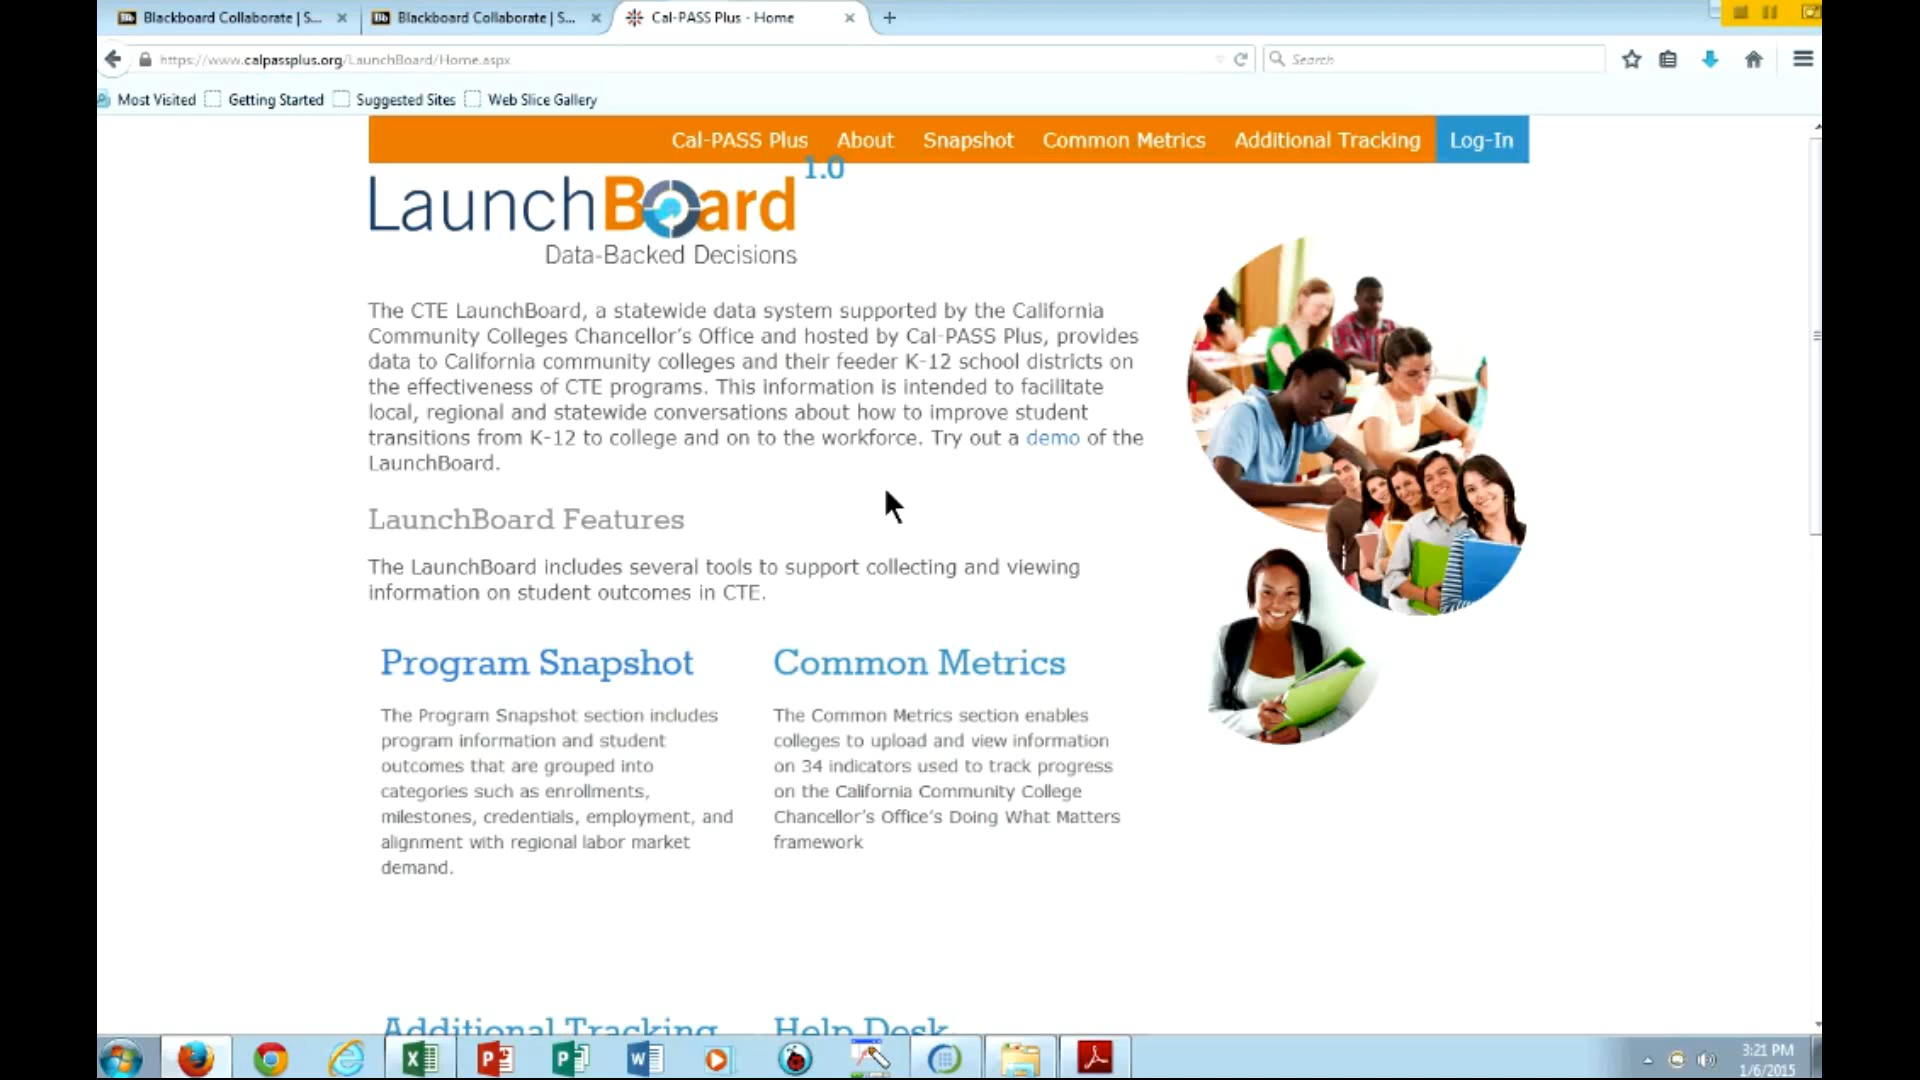 Blackboard Collaborate | S...
Blackboard Collaborate | S...
Cal-PASS Plus - Home
https://www.calpassplus.org/LaunchBoard/Home.aspx
Search
Most Visited
Getting Started
Suggested Sites
Web Slice Gallery
Cal-PASS Plus
About
Snapshot
Common Metrics
Additional Tracking
Log-In
1.0
LaunchBoard
Data-Backed Decisions
The CTE LaunchBoard, a statewide data system supported by the California
Community Colleges Chancellor's Office and hosted by Cal-PASS Plus, provides
data to California community colleges and their feeder K-12 school districts on
the effectiveness of CTE programs. This information is intended to facilitate
local, regional and statewide conversations about how to improve student
transitions from K-12 to college and on to the workforce. Try out a demo of the
LaunchBoard.
LaunchBoard Features
The LaunchBoard includes several tools to support collecting and viewing
information on student outcomes in CTE.
Program Snapshot
The Program Snapshot section includes
program information and student
outcomes that are grouped into
categories such as enrollments,
milestones, credentials, employment, and
alignment with regional labor market
demand.
Common Metrics
The Common Metrics section enables
colleges to upload and view information
on 34 indicators used to track progress
on the California Community College
Chancellor's Office's Doing What Matters
framework
Additional Tracking
Help Desk
3:21 PM
1/6/2015